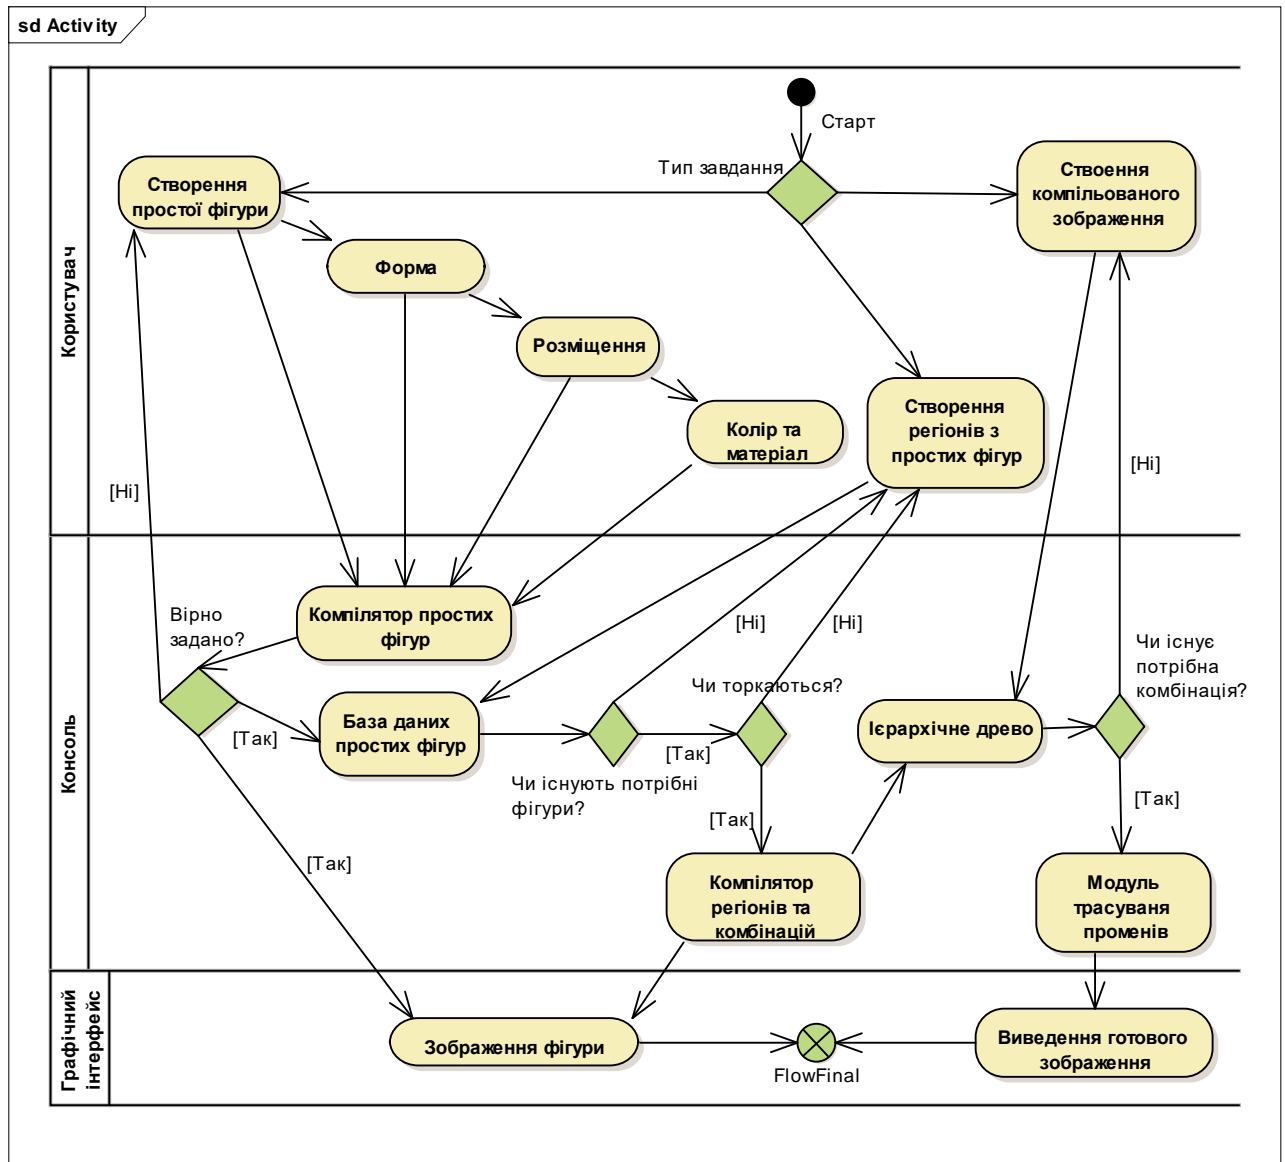 sd Activity
Користувач
Старт
Тип завдання
Створення
простої фігури
Ствоення
компільованого
зображення
Форма
Розміщення
Колір та
матеріал
Створення
регіонів з
простих фігур
[Ні]
[Ні]
Консоль
Вірно
задано?
Компілятор простих
фігур
[Ні]
[Ні]
Чи існує
потрібна
комбінація?
Чи торкаються?
База даних
простих фігур
[Так]
[Так]
Ієрархічне древо
Чи існують потрібні
фігури?
[Так]
[Так]
[Так]
Компілятор
регіонів та
комбінацій
Модуль
трасуваня
променів
Графічний
інтерфейс
Зображення фігури
FlowFinal
Виведення готового
зображення